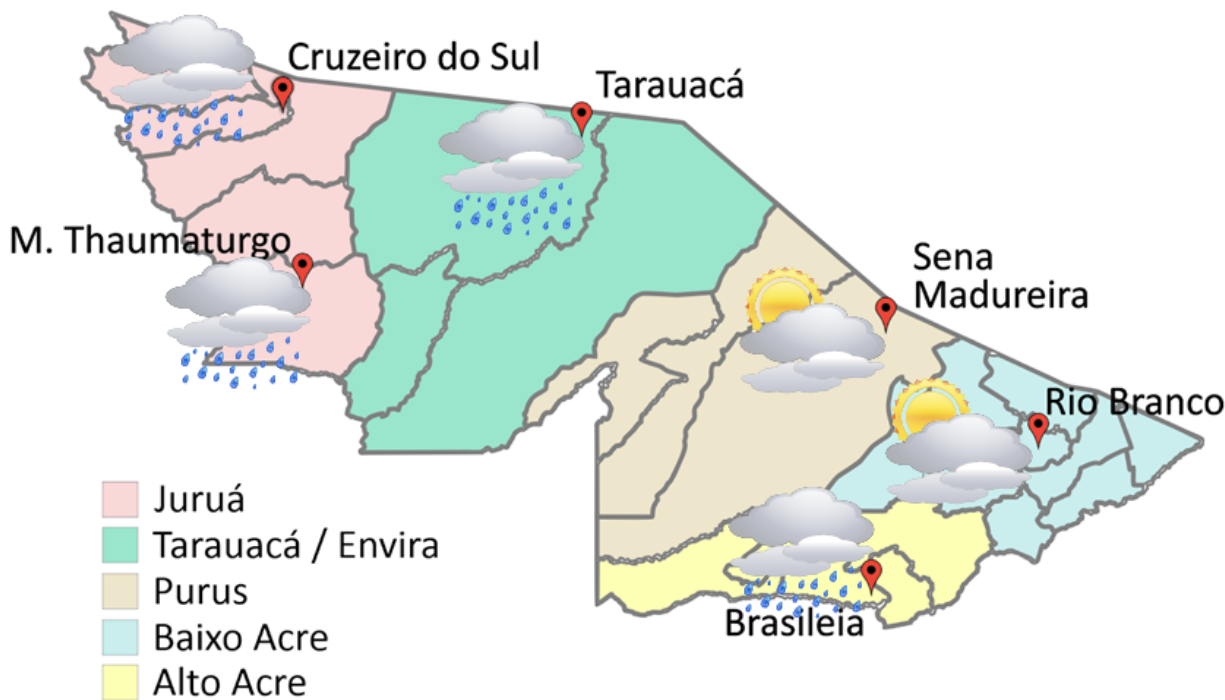 Cruzeiro do Sul
Tarauacá
M. Thaumaturgo
Sena
Madureira
Rio Branco
Brasileia
Juruá
Tarauacá / Envira
Purus
Baixo Acre
Alto Acre